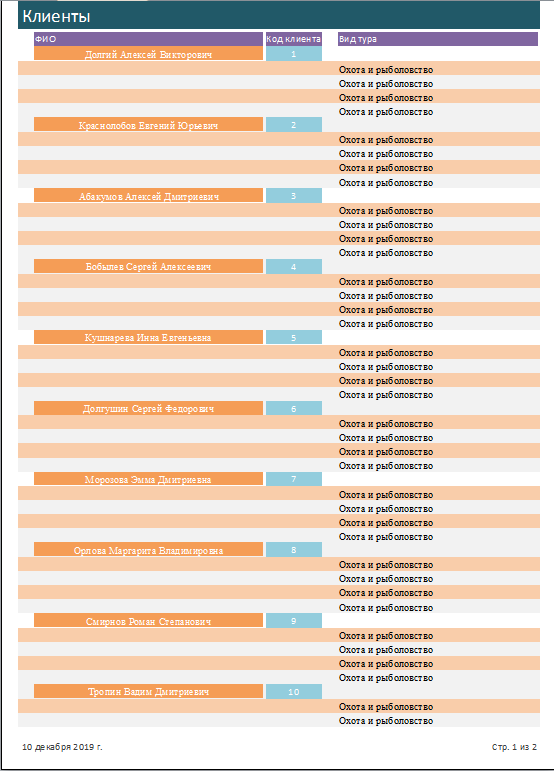 Клиенты
ФИО Код клиента Вид тура
Долгий Алексей Викторович 1
Охота и рыболовство
Охота и рыболовство
Охота и рыболовство
Охота и рыболовство
Краснолобов Евгений Юрьевич 2
Охота и рыболовство
Охота и рыболовство
Охота и рыболовство
Охота и рыболовство
Абакумов Алексей Дмитриевич 3
Охота и рыболовство
Охота и рыболовство
Охота и рыболовство
Охота и рыболовство
Бобылев Сергей Алексеевич 4
Охота и рыболовство
Охота и рыболовство
Охота и рыболовство
Охота и рыболовство
Кушнарева Инна Евгеньевна 5
Охота и рыболовство
Охота и рыболовство
Охота и рыболовство
Охота и рыболовство
Долгушин Сергей Федорович 6
Охота и рыболовство
Охота и рыболовство
Охота и рыболовство
Охота и рыболовство
Морозова Эмма Дмитриевна 7
Охота и рыболовство
Охота и рыболовство
Охота и рыболовство
Охота и рыболовство
Орлова Маргарита Владимировна 8
Охота и рыболовство
Охота и рыболовство
Охота и рыболовство
Охота и рыболовство
Смирнов Роман Степанович 9
Охота и рыболовство
Охота и рыболовство
Охота и рыболовство
Охота и рыболовство
Тропин Вадим Дмитриевич 10
Охота и рыболовство
Охота и рыболовство
10 декабря 2019 г. Стр. 1 из 2